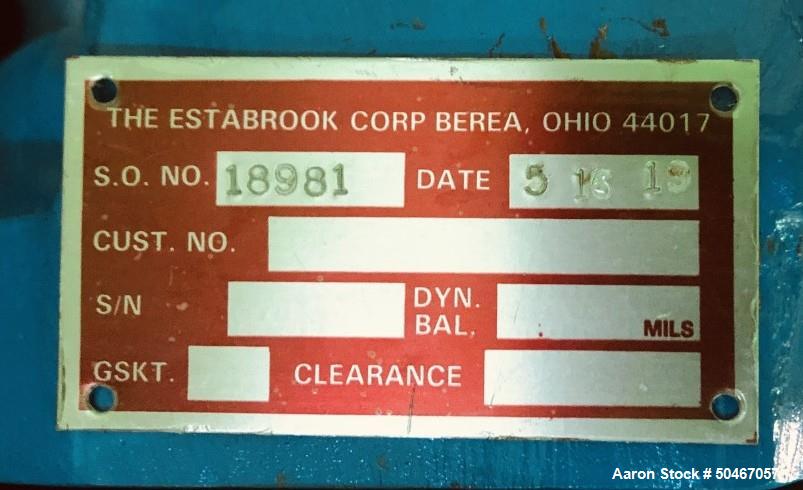 THE ESTABROOK CORP BEREA, OHIO 44017
S.O. NO. 18981 DATE 5 16 19
CUST. NO.
S/N DYN. BAL. MILS
GSKT. CLEARANCE
Aaron Stock #